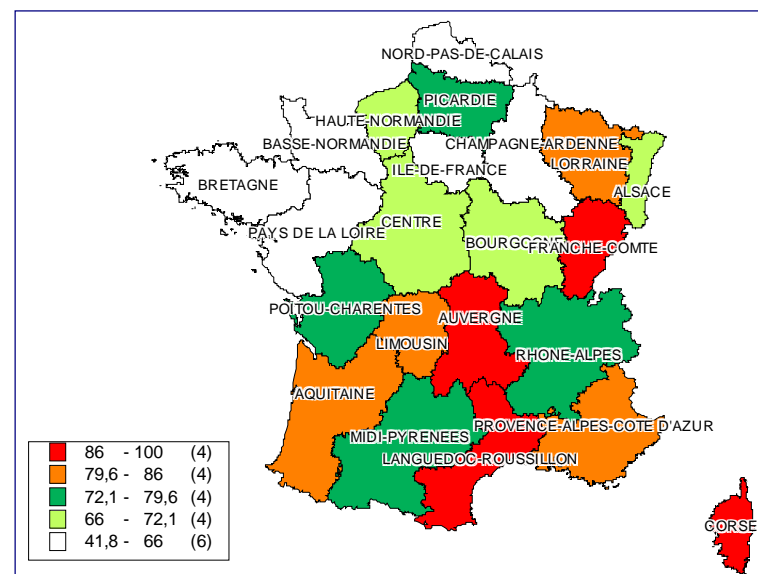 NORD-PAS-DE-CALAIS
PICARDIE
HAUTE-NORMANDIE
BASSE-NORMANDIE
CHAMPAGNE-ARDENNE
LORRAINE
ILE-DE-FRANCE
ALSACE
BRETAGNE
CENTRE
PAYS DE LA LOIRE
BOURGOGNE
FRANCHE-COMTE
POITOU-CHARENTES
AUVERGNE
LIMOUSIN
RHONE-ALPES
AQUITAINE
PROVENCE-ALPES-COTE D'AZUR
MIDI-PYRENEES
LANGUEDOC-ROUSSILLON
CORSE
86 - 100 (4)
79,6 - 86 (4)
72,1 - 79,6 (4)
66 - 72,1 (4)
41,8 - 66 (6)